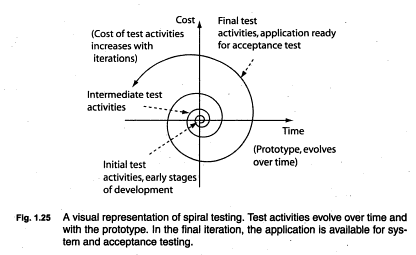 Cost
(Cost of test activities
increases with
iterations)
Final test
activities, application ready
for acceptance test
Intermediate test
activities
Time
(Prototype, evolves
over time)
Initial test
activities, early stages
of development
Fig. 1.25 A visual representation of spiral testing. Test activities evolve over time and
with the prototype. In the final iteration, the application is available for sys-
tem and acceptance testing.